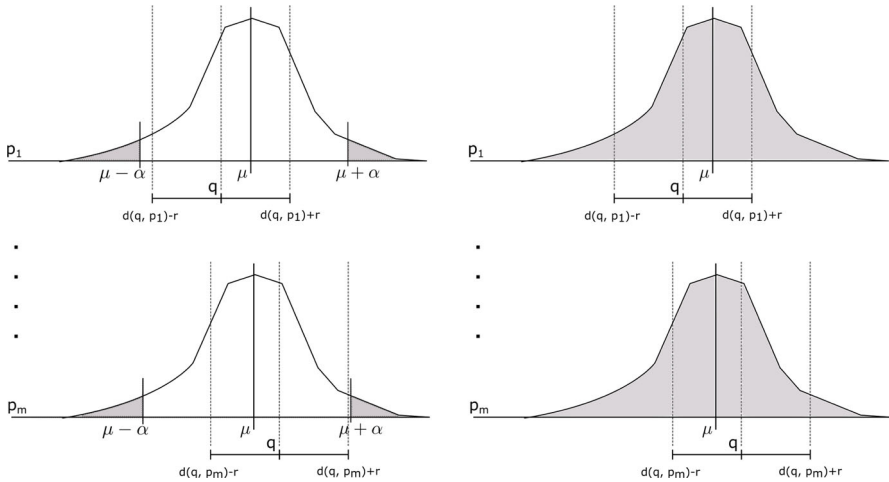 p1
μ − α
μ
μ + α
q
d(q, p1)-r
d(q, p1)+r
p1
μ
q
d(q, p1)-r
d(q, p1)+r
pm
μ − α
μ
μ + α
q
d(q, pm)-r
d(q, pm)+r
pm
μ
q
d(q, pm)-r
d(q, pm)+r